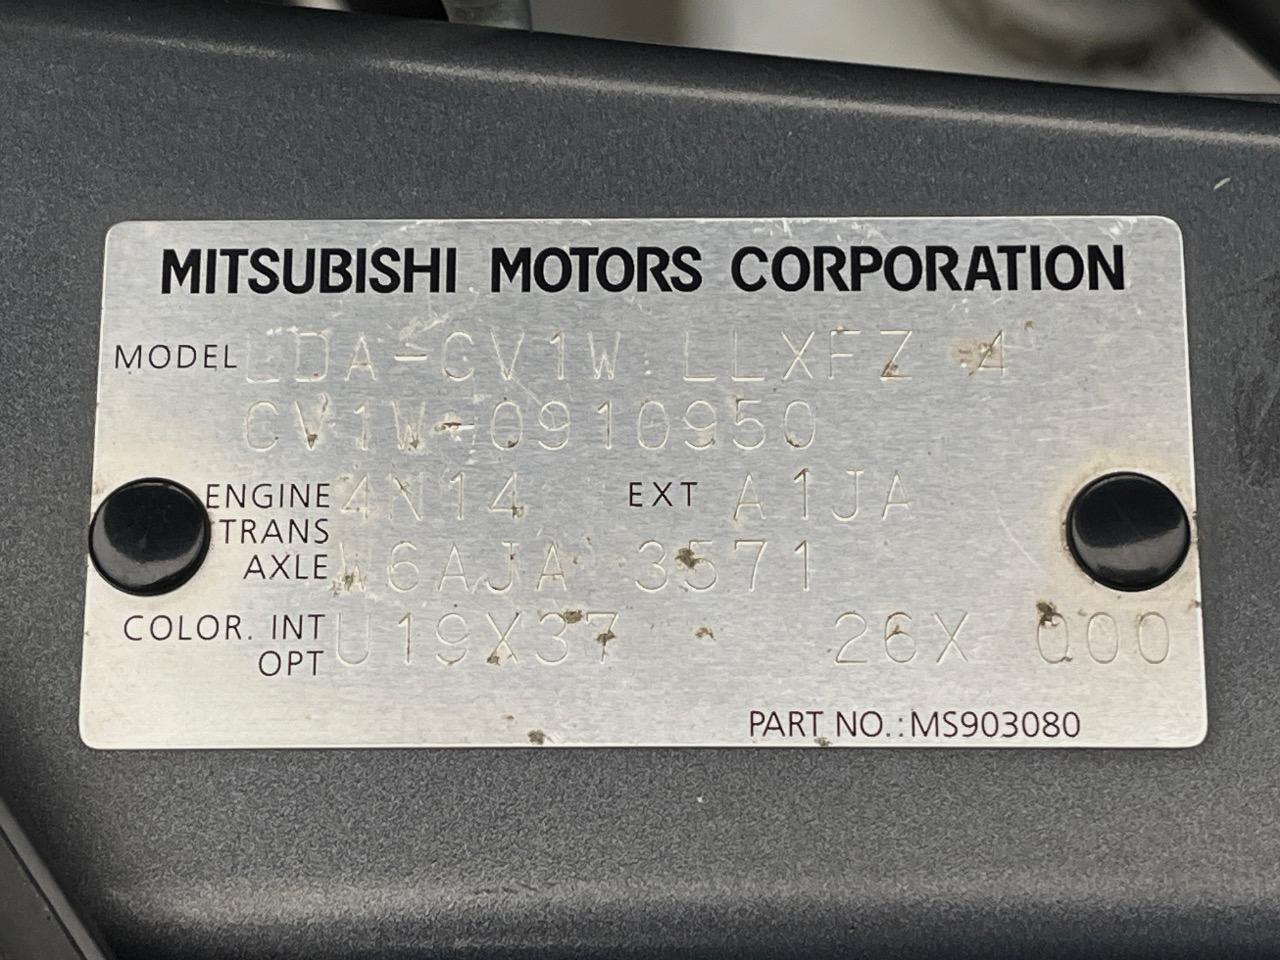 MITSUBISHI MOTORS CORPORATION
MODEL LDA-CV1W LLXFZ 4
CV1W-0910950
ENGINE 4N14 EXT A1JA
TRANS
AXLE W6AJA 3571
COLOR. INT U19X37 26X 000
OPT
PART NO.:MS903080